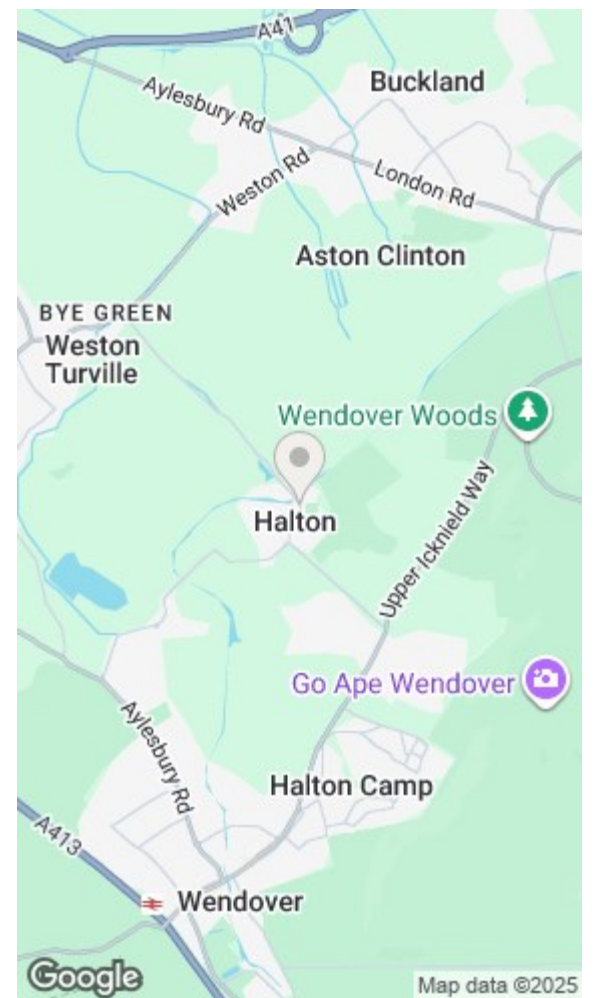 A41
Buckland
Aylesbury Rd
Weston Rd
London Rd
Aston Clinton
BYE GREEN
Weston
Turville
Wendover Woods
Halton
Upper Icknield Way
Go Ape Wendover
Aylesbury Rd
Halton Camp
A413
Wendover
Google
Map data ©2025